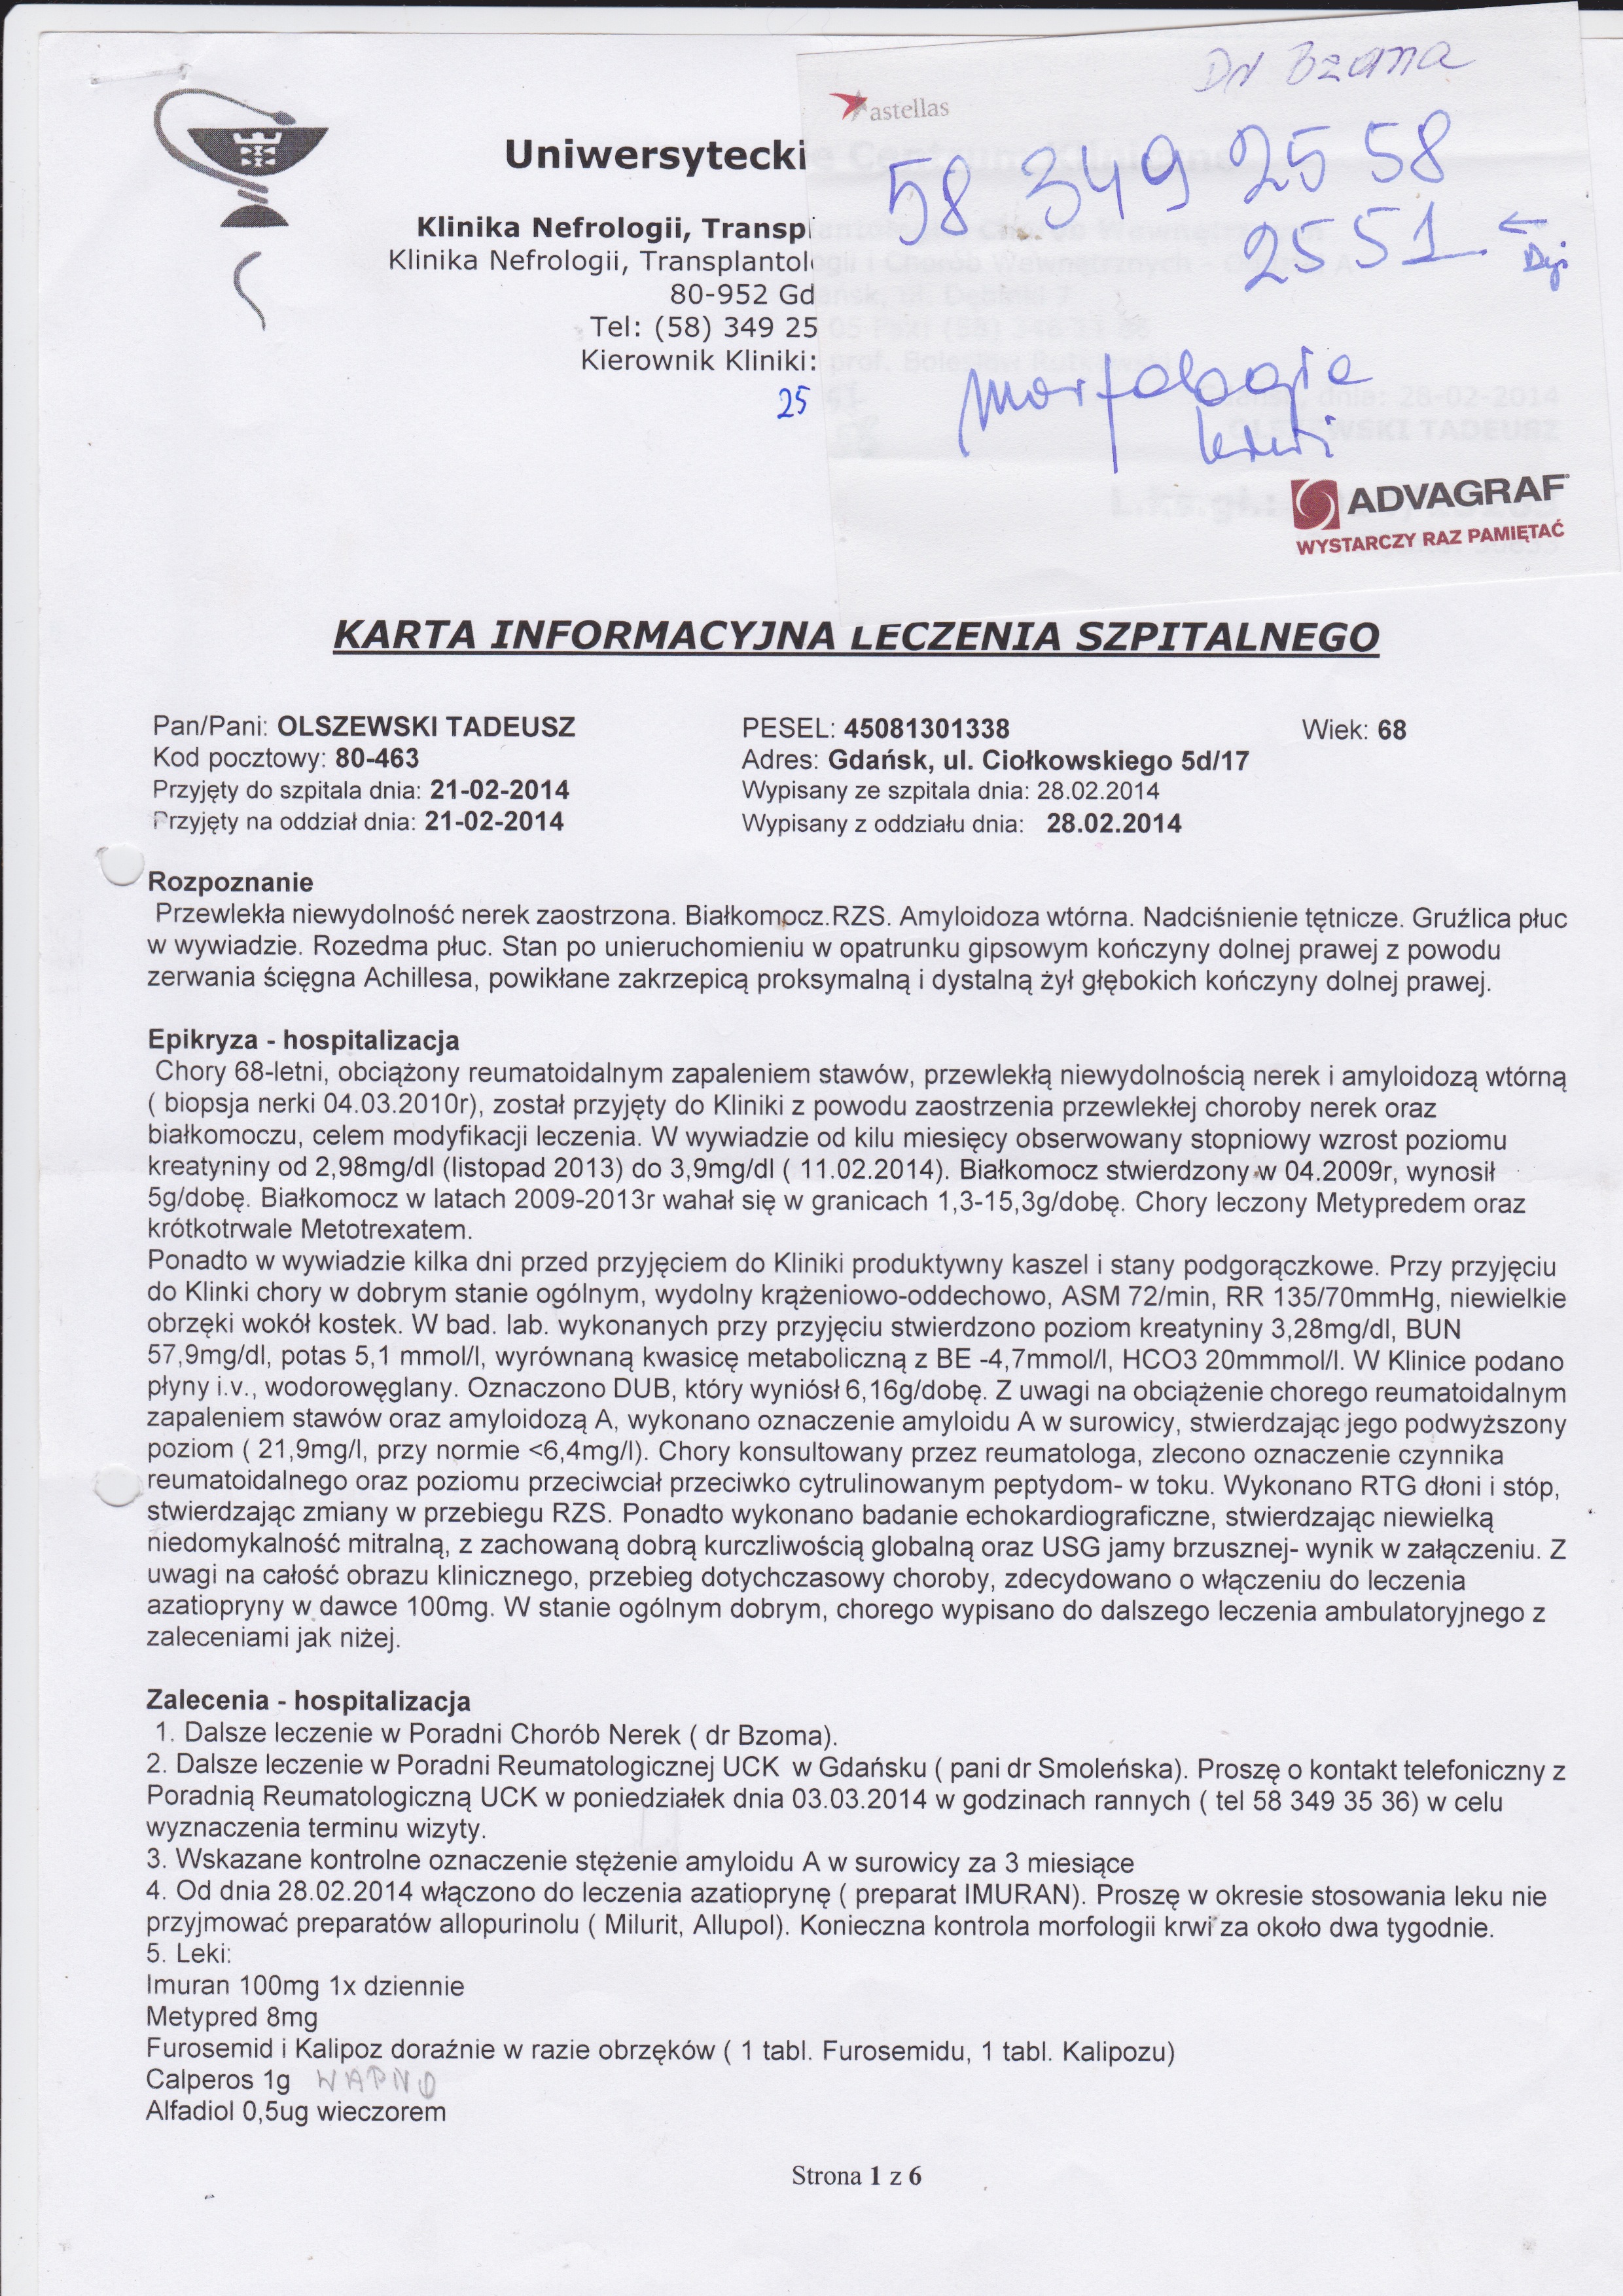 Dr Bzoma
astellas
58 349 25 58
2551 ←
Morfologia
krwi
ADVAGRAF
WYSTARCZY RAZ PAMIĘTAĆ
Uniwersytecki
Klinika Nefrologii, Transpl
Klinika Nefrologii, Transplantol
80-952 Gd
Tel: (58) 349 25
Kierownik Kliniki:
25
KARTA INFORMACYJNA LECZENIA SZPITALNEGO
Pan/Pani: OLSZEWSKI TADEUSZ PESEL: 45081301338 Wiek: 68
Kod pocztowy: 80-463 Adres: Gdańsk, ul. Ciołkowskiego 5d/17
Przyjęty do szpitala dnia: 21-02-2014 Wypisany ze szpitala dnia: 28.02.2014
Przyjęty na oddział dnia: 21-02-2014 Wypisany z oddziału dnia: 28.02.2014
Rozpoznanie
Przewlekła niewydolność nerek zaostrzona. Białkomocz.RZS. Amyloidoza wtórna. Nadciśnienie tętnicze. Gruźlica płuc
w wywiadzie. Rozedma płuc. Stan po unieruchomieniu w opatrunku gipsowym kończyny dolnej prawej z powodu
zerwania ścięgna Achillesa, powikłane zakrzepicą proksymalną i dystalną żył głębokich kończyny dolnej prawej.
Epikryza - hospitalizacja
Chory 68-letni, obciążony reumatoidalnym zapaleniem stawów, przewlekłą niewydolnością nerek i amyloidozą wtórną
( biopsja nerki 04.03.2010r), został przyjęty do Kliniki z powodu zaostrzenia przewlekłej choroby nerek oraz
białkomoczu, celem modyfikacji leczenia. W wywiadzie od kilu miesięcy obserwowany stopniowy wzrost poziomu
kreatyniny od 2,98mg/dl (listopad 2013) do 3,9mg/dl ( 11.02.2014). Białkomocz stwierdzony w 04.2009r, wynosił
5g/dobę. Białkomocz w latach 2009-2013r wahał się w granicach 1,3-15,3g/dobę. Chory leczony Metypredem oraz
krótkotrwale Metotrexatem.
Ponadto w wywiadzie kilka dni przed przyjęciem do Kliniki produktywny kaszel i stany podgorączkowe. Przy przyjęciu
do Klinki chory w dobrym stanie ogólnym, wydolny krążeniowo-oddechowo, ASM 72/min, RR 135/70mmHg, niewielkie
obrzęki wokół kostek. W bad. lab. wykonanych przy przyjęciu stwierdzono poziom kreatyniny 3,28mg/dl, BUN
57,9mg/dl, potas 5,1 mmol/l, wyrównaną kwasicę metaboliczną z BE -4,7mmol/l, HCO3 20mmmol/l. W Klinice podano
płyny i.v., wodorowęglany. Oznaczono DUB, który wyniósł 6,16g/dobę. Z uwagi na obciążenie chorego reumatoidalnym
zapaleniem stawów oraz amyloidozą A, wykonano oznaczenie amyloidu A w surowicy, stwierdzając jego podwyższony
poziom ( 21,9mg/l, przy normie <6,4mg/l). Chory konsultowany przez reumatologa, zlecono oznaczenie czynnika
reumatoidalnego oraz poziomu przeciwciał przeciwko cytrulinowanym peptydom- w toku. Wykonano RTG dłoni i stóp,
stwierdzając zmiany w przebiegu RZS. Ponadto wykonano badanie echokardiograficzne, stwierdzając niewielką
niedomykalność mitralną, z zachowaną dobrą kurczliwością globalną oraz USG jamy brzusznej- wynik w załączeniu. Z
uwagi na całość obrazu klinicznego, przebieg dotychczasowy choroby, zdecydowano o włączeniu do leczenia
azatiopryny w dawce 100mg. W stanie ogólnym dobrym, chorego wypisano do dalszego leczenia ambulatoryjnego z
zaleceniami jak niżej.
Zalecenia - hospitalizacja
1. Dalsze leczenie w Poradni Chorób Nerek ( dr Bzoma).
2. Dalsze leczenie w Poradni Reumatologicznej UCK w Gdańsku ( pani dr Smoleńska). Proszę o kontakt telefoniczny z
Poradnią Reumatologiczną UCK w poniedziałek dnia 03.03.2014 w godzinach rannych ( tel 58 349 35 36) w celu
wyznaczenia terminu wizyty.
3. Wskazane kontrolne oznaczenie stężenie amyloidu A w surowicy za 3 miesiące
4. Od dnia 28.02.2014 włączono do leczenia azatioprynę ( preparat IMURAN). Proszę w okresie stosowania leku nie
przyjmować preparatów allopurinolu ( Milurit, Allupol). Konieczna kontrola morfologii krwi za około dwa tygodnie.
5. Leki:
Imuran 100mg 1x dziennie
Metypred 8mg
Furosemid i Kalipoz doraźnie w razie obrzęków ( 1 tabl. Furosemidu, 1 tabl. Kalipozu)
Calperos 1g WAPNO
Alfadiol 0,5ug wieczorem
Strona 1 z 6